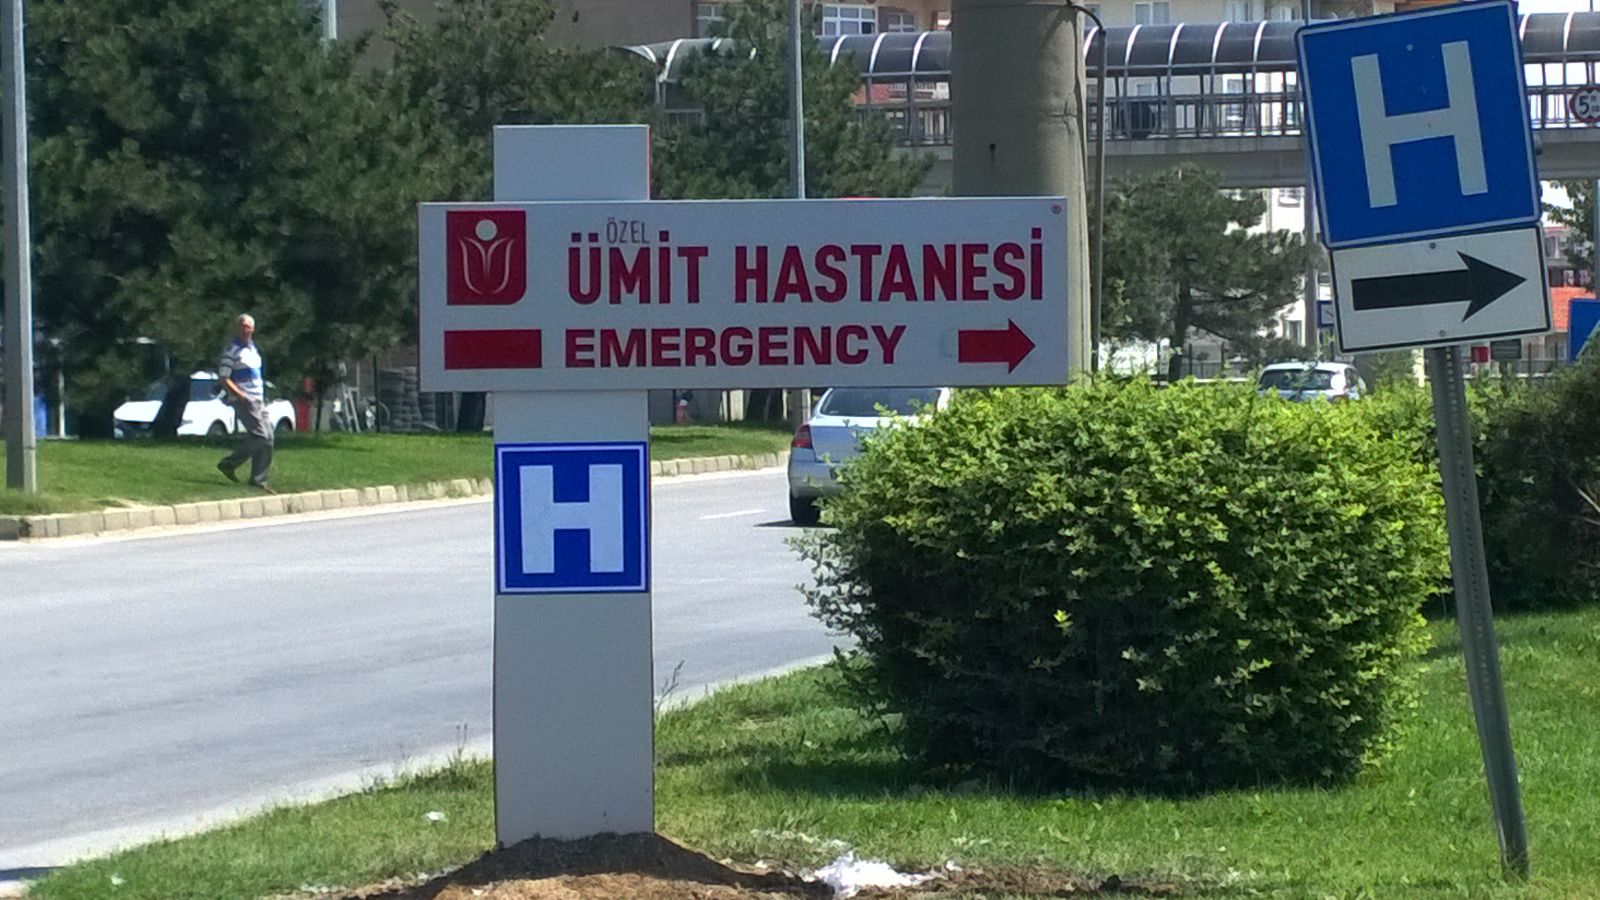 ÖZEL
ÜMİT HASTANESİ
EMERGENCY
H
H